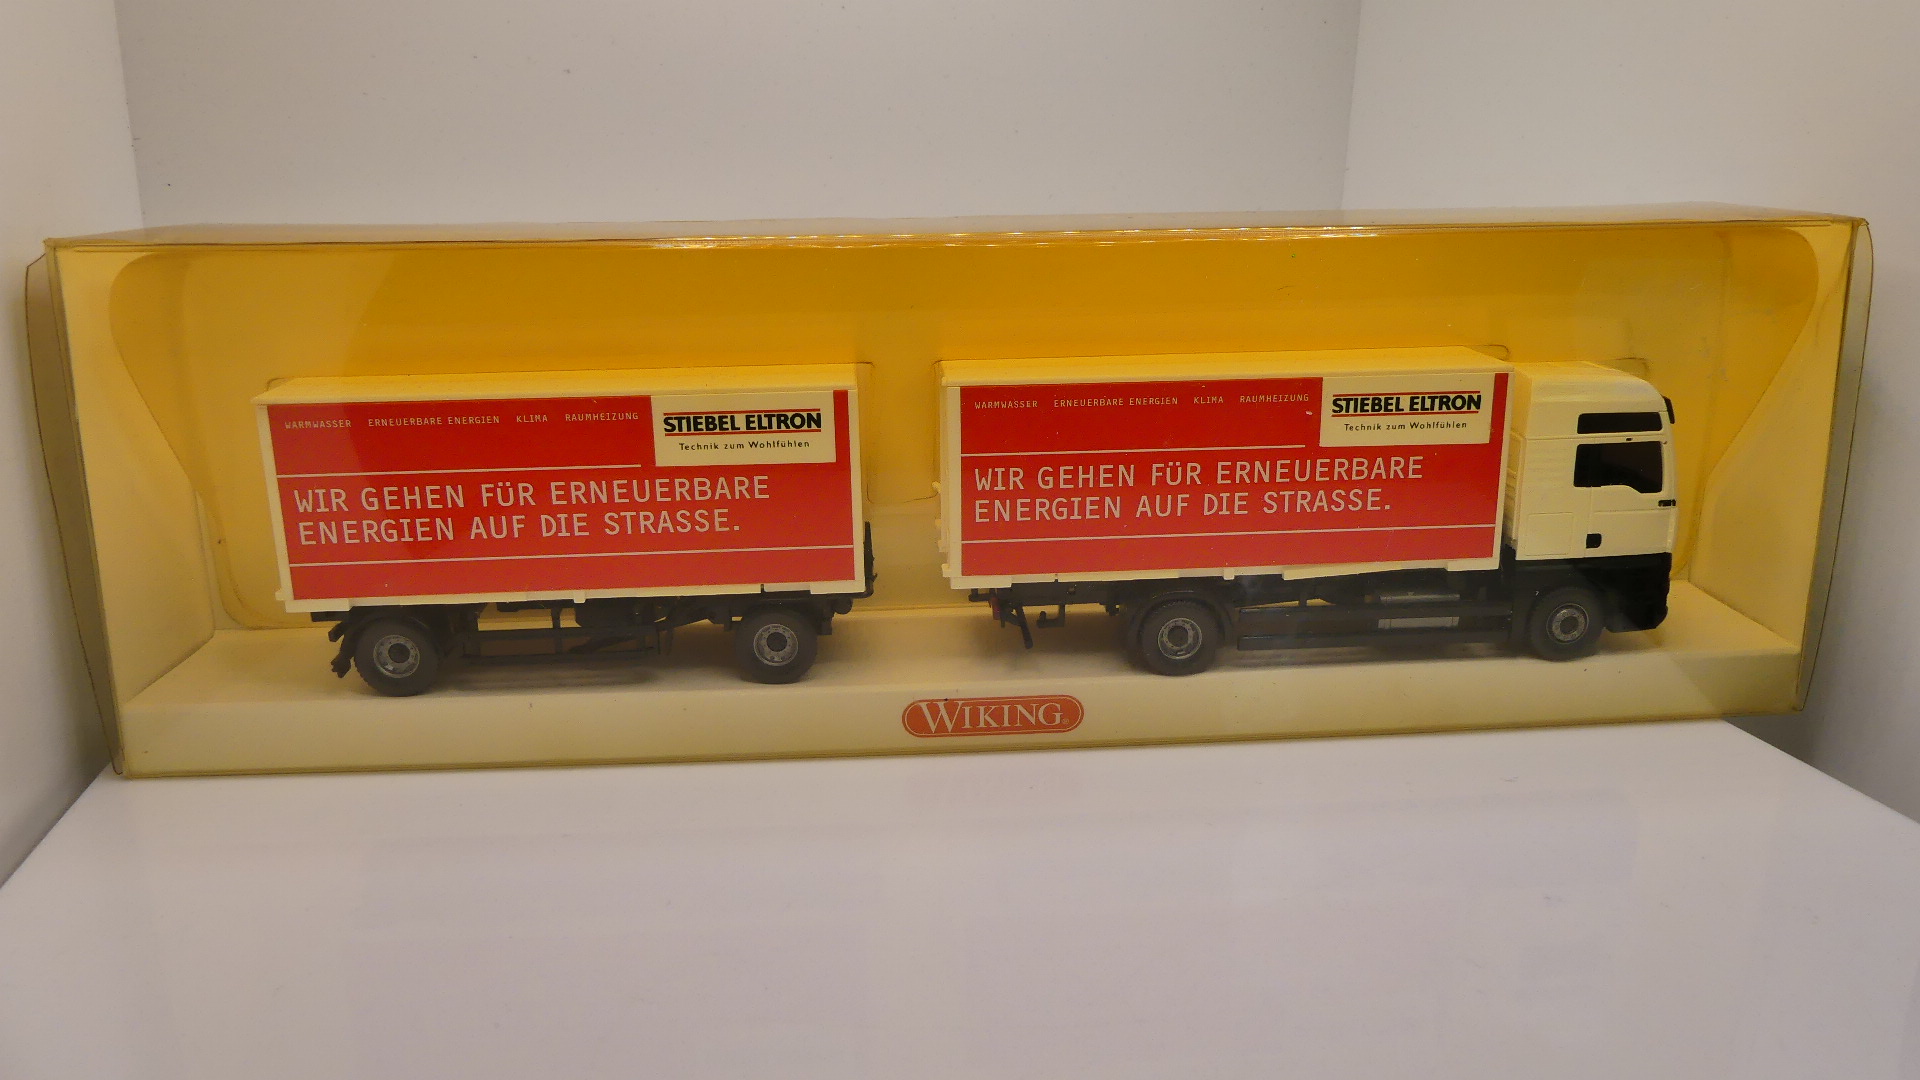 WARMWASSER ERNEUERBARE ENERGIEN KLIMA RAUMHEIZUNG
STIEBEL ELTRON
Technik zum Wohlfühlen
WIR GEHEN FÜR ERNEUERBARE
ENERGIEN AUF DIE STRASSE.
WARMWASSER ERNEUERBARE ENERGIEN KLIMA RAUMHEIZUNG
STIEBEL ELTRON
Technik zum Wohlfühlen
WIR GEHEN FÜR ERNEUERBARE
ENERGIEN AUF DIE STRASSE.
WIKING®